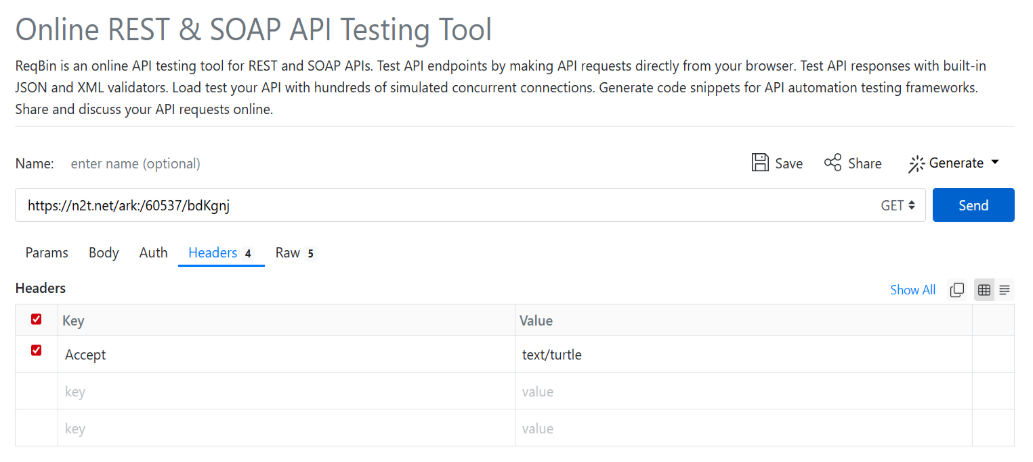 Online REST & SOAP API Testing Tool
ReqBin is an online API testing tool for REST and SOAP APIs. Test API endpoints by making API requests directly from your browser. Test API responses with built-in
JSON and XML validators. Load test your API with hundreds of simulated concurrent connections. Generate code snippets for API automation testing frameworks.
Share and discuss your API requests online.
Name: enter name (optional) Save Share Generate
https://n2t.net/ark:/60537/bdKgnj GET Send
Params Body Auth Headers 4 Raw 5
Headers Show All
Key Value
Accept text/turtle
key value
key value